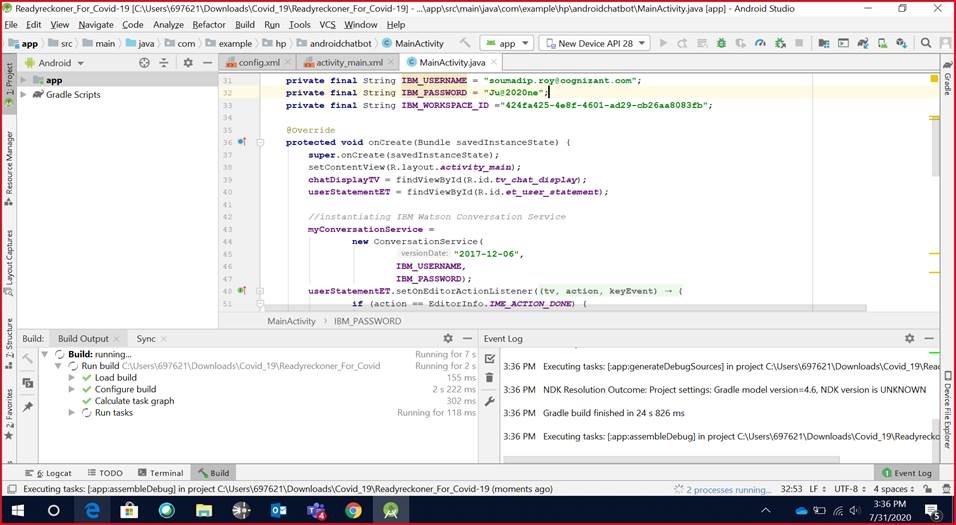 Readyreckoner_For_Covid-19 [C:\Users\697621\Downloads\Covid_19\Readyreckoner_For_Covid-19] - ...\app\src\main\java\com\example\hp\androidchatbot\MainActivity.java [app] - Android Studio
File Edit View Navigate Code Analyze Refactor Build Run Tools VCS Window Help
app src main java com example hp androidchatbot MainActivity app New Device API 28
Android config.xml activity_main.xml MainActivity.java
app
Gradle Scripts
1: Project
Resource Manager
Layout Captures
Z: Structure
2: Favorites
Gradle
Device File Explorer
31 private final String IBM_USERNAME = "soumadip.roy@cognizant.com";
32 private final String IBM_PASSWORD = "Ju@2020ne";
33 private final String IBM_WORKSPACE_ID ="424fa425-4e8f-4601-ad29-cb26aa8083fb";
34
35 @Override
36 protected void onCreate(Bundle savedInstanceState) {
37 super.onCreate(savedInstanceState);
38 setContentView(R.layout.activity_main);
39 chatDisplayTV = findViewById(R.id.tv_chat_display);
40 userStatementET = findViewById(R.id.et_user_statement);
41
42 //instantiating IBM Watson Conversation Service
43 myConversationService =
44 new ConversationService(
45 versionDate: "2017-12-06",
46 IBM_USERNAME,
47 IBM_PASSWORD);
48 userStatementET.setOnEditorActionListener((tv, action, keyEvent) → {
51 if (action == EditorInfo.IME_ACTION_DONE) {
MainActivity › IBM_PASSWORD
Build: Build Output Sync
Build: running... Running for 7 s
Run build C:\Users\697621\Downloads\Covid_19\Readyreckoner_For_Covid Running for 2 s
Load build 155 ms
Configure build 2 s 222 ms
Calculate task graph 302 ms
Run tasks Running for 118 ms
Event Log
3:36 PM Executing tasks: [:app:generateDebugSources] in project C:\Users\697621\Downloads\Covid_19\Read
3:36 PM NDK Resolution Outcome: Project settings: Gradle model version=4.6, NDK version is UNKNOWN
3:36 PM Gradle build finished in 24 s 826 ms
3:36 PM Executing tasks: [:app:assembleDebug] in project C:\Users\697621\Downloads\Covid_19\Readyrecko
6: Logcat TODO Terminal Build 1 Event Log
Executing tasks: [:app:assembleDebug] in project C:\Users\697621\Downloads\Covid_19\Readyreckoner_For_Covid-19 (moments ago) 2 processes running... 32:53 LF UTF-8 4 spaces
3:36 PM
7/31/2020